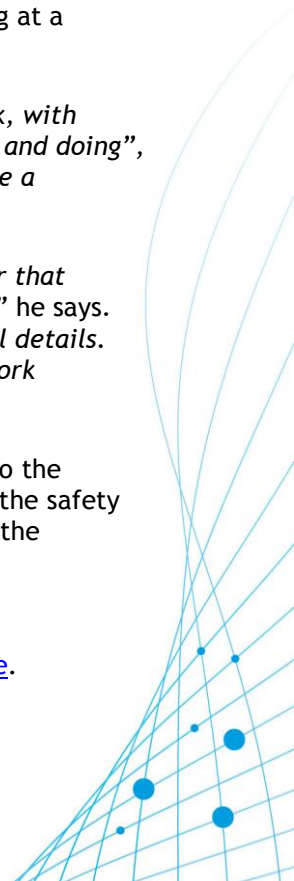 g at a
k, with
and doing”,
e a
r that
” he says.
l details.
ork
o the
the safety
the
e.